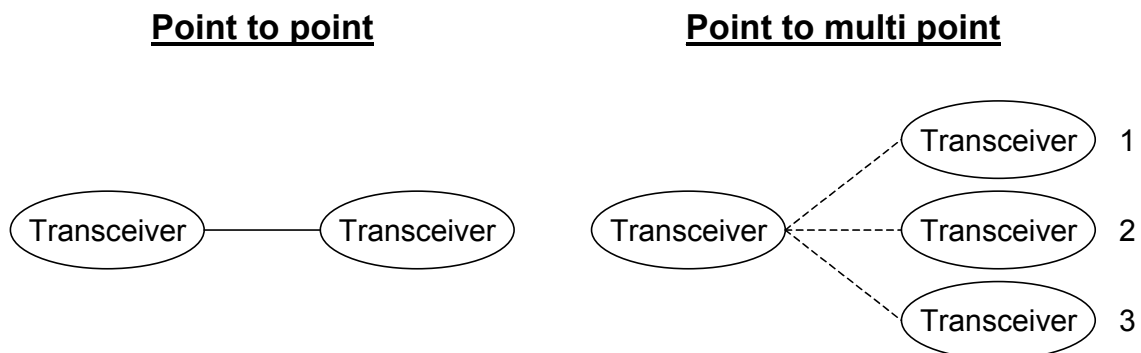 Point to point
Point to multi point
Transceiver 1
Transceiver
Transceiver
Transceiver
Transceiver 2
Transceiver 3